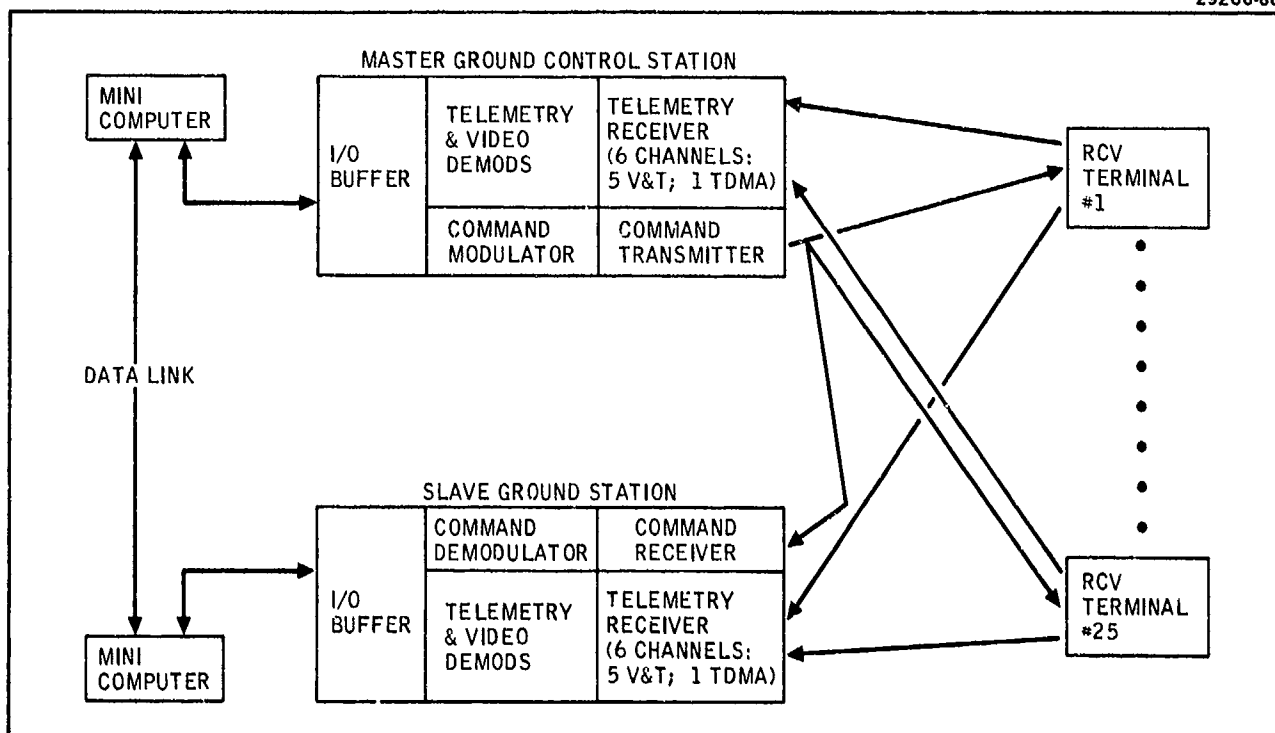 MASTER GROUND CONTROL STATION
MINI
COMPUTER
I/O
BUFFER
TELEMETRY
& VIDEO
DEMODS
TELEMETRY
RECEIVER
(6 CHANNELS:
5 V&T; 1 TDMA)
COMMAND
MODULATOR
COMMAND
TRANSMITTER
RCV
TERMINAL
#1
DATA LINK
SLAVE GROUND STATION
MINI
COMPUTER
I/O
BUFFER
COMMAND
DEMODULATOR
COMMAND
RECEIVER
TELEMETRY
& VIDEO
DEMODS
TELEMETRY
RECEIVER
(6 CHANNELS:
5 V&T; 1 TDMA)
RCV
TERMINAL
#25